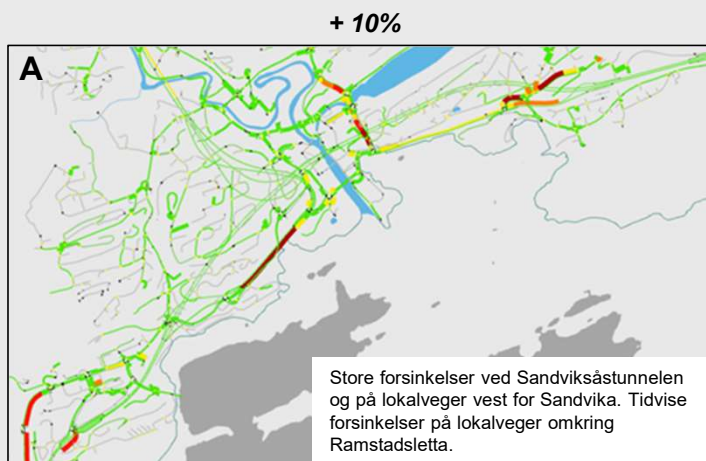 + 10%
A
Store forsinkelser ved Sandviksåstunnelen
og på lokalveger vest for Sandvika. Tidvise
forsinkelser på lokalveger omkring
Ramstadsletta.